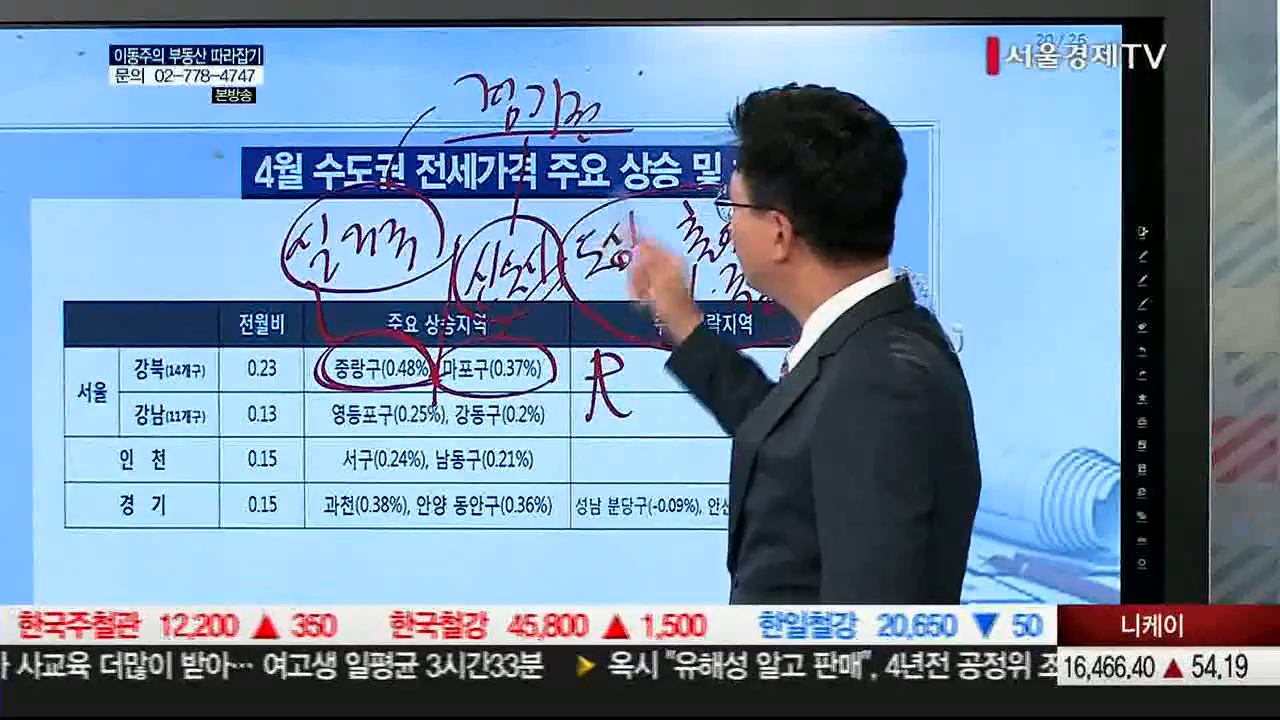 이동주의 부동산 따라잡기
문의 02-778-4747
본방송
20 / 26
서울경제TV
4월 수도권 전세가격 주요 상승 및
실거주
도심
전월비 주요 상승지역 락지역
서울 강북(14개구) 0.23 중랑구(0.48%) 마포구(0.37%)
강남(11개구) 0.13 영등포구(0.25%), 강동구(0.2%)
인 천 0.15 서구(0.24%), 남동구(0.21%)
경 기 0.15 과천(0.38%), 안양 동안구(0.36%) 성남 분당구(-0.09%), 안산
한국주철관 12,200 ▲ 350 한국철강 45,800 ▲ 1,500 한일철강 20,650 ▼ 50
니케이
사교육 더많이 받아… 여고생 일평균 3시간33분 옥시 "유해성 알고 판매", 4년전 공정위
16,466.40 ▲ 54.19